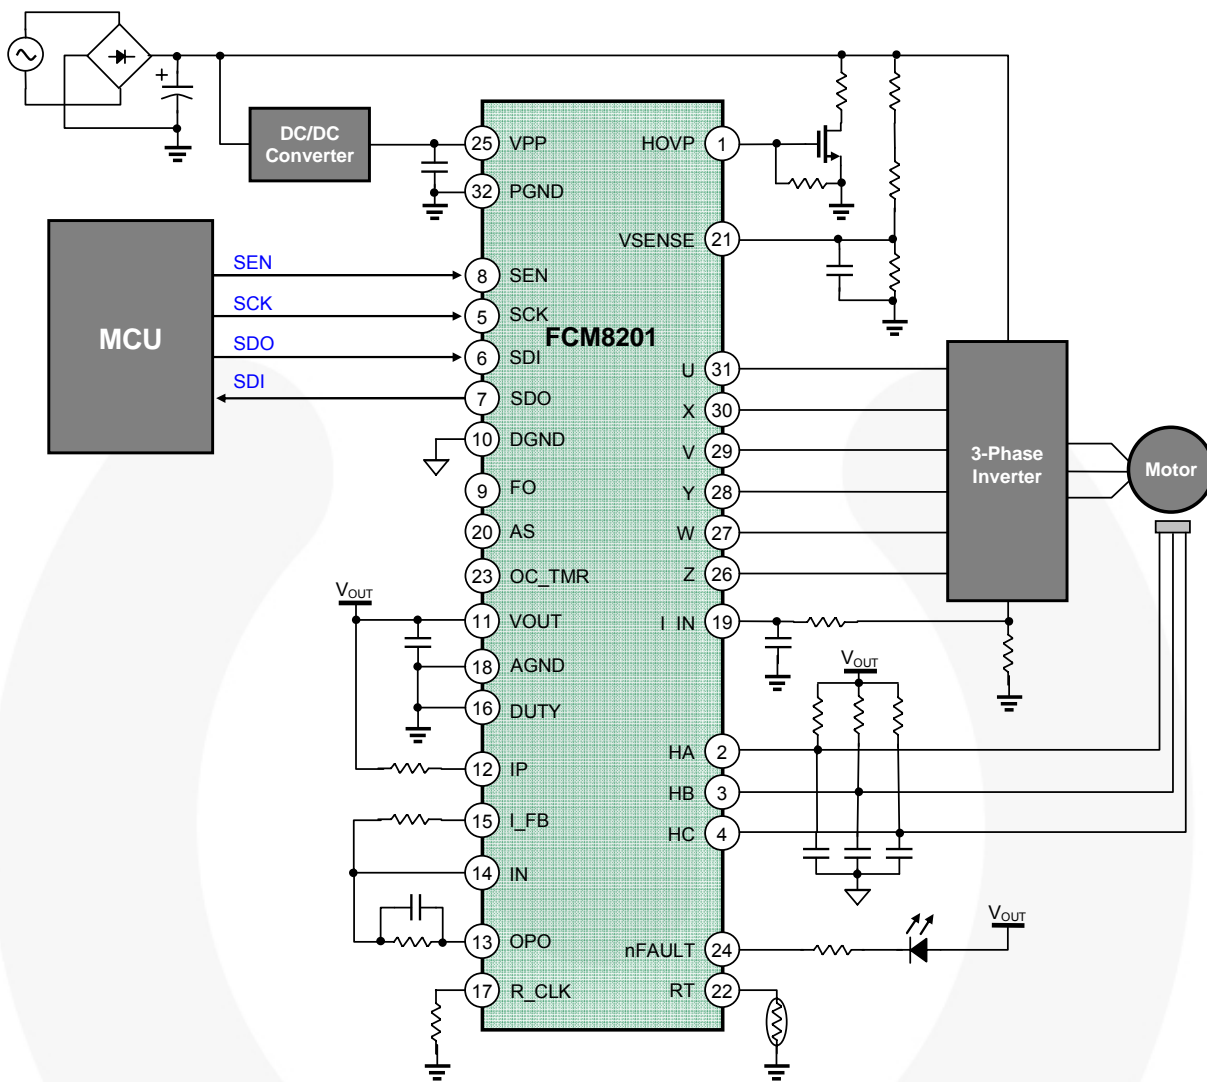 DC/DC
Converter
25 VPP
32 PGND
HOVP 1
VSENSE 21
MCU
SEN
8 SEN
SCK
5 SCK
SDO
6 SDI
SDI
7 SDO
10 DGND
9 FO
20 AS
23 OC_TMR
VOUT
11 VOUT
18 AGND
16 DUTY
12 IP
15 I_FB
14 IN
13 OPO
17 R_CLK
FCM8201
U 31
X 30
V 29
Y 28
W 27
Z 26
I IN 19
3-Phase
Inverter
Motor
VOUT
HA 2
HB 3
HC 4
nFAULT 24
VOUT
RT 22
+